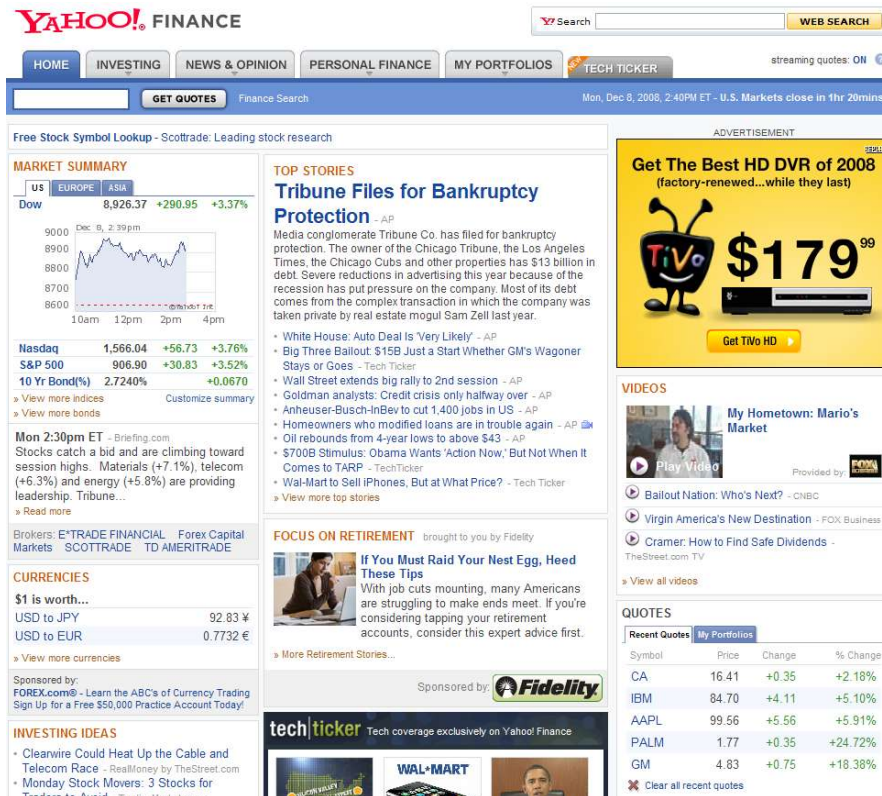 YAHOO! FINANCE
Y! Search WEB SEARCH
HOME INVESTING NEWS & OPINION PERSONAL FINANCE MY PORTFOLIOS NEW TECH TICKER
streaming quotes: ON
GET QUOTES Finance Search
Mon, Dec 8, 2008, 2:40PM ET - U.S. Markets close in 1hr 20mins
Free Stock Symbol Lookup - Scottrade: Leading stock research
MARKET SUMMARY
US EUROPE ASIA
Dow 8,926.37 +290.95 +3.37%
Dec 8, 2:39pm
9000
8900
8800
8700
8600
10am 12pm 2pm 4pm
Nasdaq 1,566.04 +56.73 +3.76%
S&P 500 906.90 +30.83 +3.52%
10 Yr Bond(%) 2.7240% +0.0670
» View more indices Customize summary
» View more bonds
Mon 2:30pm ET - Briefing.com
Stocks catch a bid and are climbing toward
session highs. Materials (+7.1%), telecom
(+6.3%) and energy (+5.8%) are providing
leadership. Tribune...
» Read more
Brokers: E*TRADE FINANCIAL Forex Capital
Markets SCOTTRADE TD AMERITRADE
CURRENCIES
$1 is worth...
USD to JPY 92.83 ¥
USD to EUR 0.7732 €
» View more currencies
Sponsored by:
FOREX.com® - Learn the ABC's of Currency Trading
Sign Up for a Free $50,000 Practice Account Today!
INVESTING IDEAS
• Clearwire Could Heat Up the Cable and
Telecom Race - RealMoney by TheStreet.com
• Monday Stock Movers: 3 Stocks for
TOP STORIES
Tribune Files for Bankruptcy
Protection - AP
Media conglomerate Tribune Co. has filed for bankruptcy
protection. The owner of the Chicago Tribune, the Los Angeles
Times, the Chicago Cubs and other properties has $13 billion in
debt. Severe reductions in advertising this year because of the
recession has put pressure on the company. Most of its debt
comes from the complex transaction in which the company was
taken private by real estate mogul Sam Zell last year.
• White House: Auto Deal Is 'Very Likely' - AP
• Big Three Bailout: $15B Just a Start Whether GM's Wagoner
Stays or Goes - Tech Ticker
• Wall Street extends big rally to 2nd session - AP
• Goldman analysts: Credit crisis only halfway over - AP
• Anheuser-Busch-InBev to cut 1,400 jobs in US - AP
• Homeowners who modified loans are in trouble again - AP
• Oil rebounds from 4-year lows to above $43 - AP
• $700B Stimulus: Obama Wants 'Action Now,' But Not When It
Comes to TARP - TechTicker
• Wal-Mart to Sell iPhones, But at What Price? - Tech Ticker
» View more top stories
FOCUS ON RETIREMENT brought to you by Fidelity
If You Must Raid Your Nest Egg, Heed
These Tips
With job cuts mounting, many Americans
are struggling to make ends meet. If you're
considering tapping your retirement
accounts, consider this expert advice first.
» More Retirement Stories...
Sponsored by: Fidelity
tech|ticker Tech coverage exclusively on Yahoo! Finance
WAL*MART
ADVERTISEMENT
Get The Best HD DVR of 2008
(factory-renewed...while they last)
TiVo
$179 99
Get TiVo HD
VIDEOS
My Hometown: Mario's
Market
Play Video
Provided by: FOX
Bailout Nation: Who's Next? - CNBC
Virgin America's New Destination - FOX Business
Cramer: How to Find Safe Dividends -
TheStreet.com TV
» View all videos
QUOTES
Recent Quotes My Portfolios
Symbol Price Change % Change
CA 16.41 +0.35 +2.18%
IBM 84.70 +4.11 +5.10%
AAPL 99.56 +5.56 +5.91%
PALM 1.77 +0.35 +24.72%
GM 4.83 +0.75 +18.38%
Clear all recent quotes